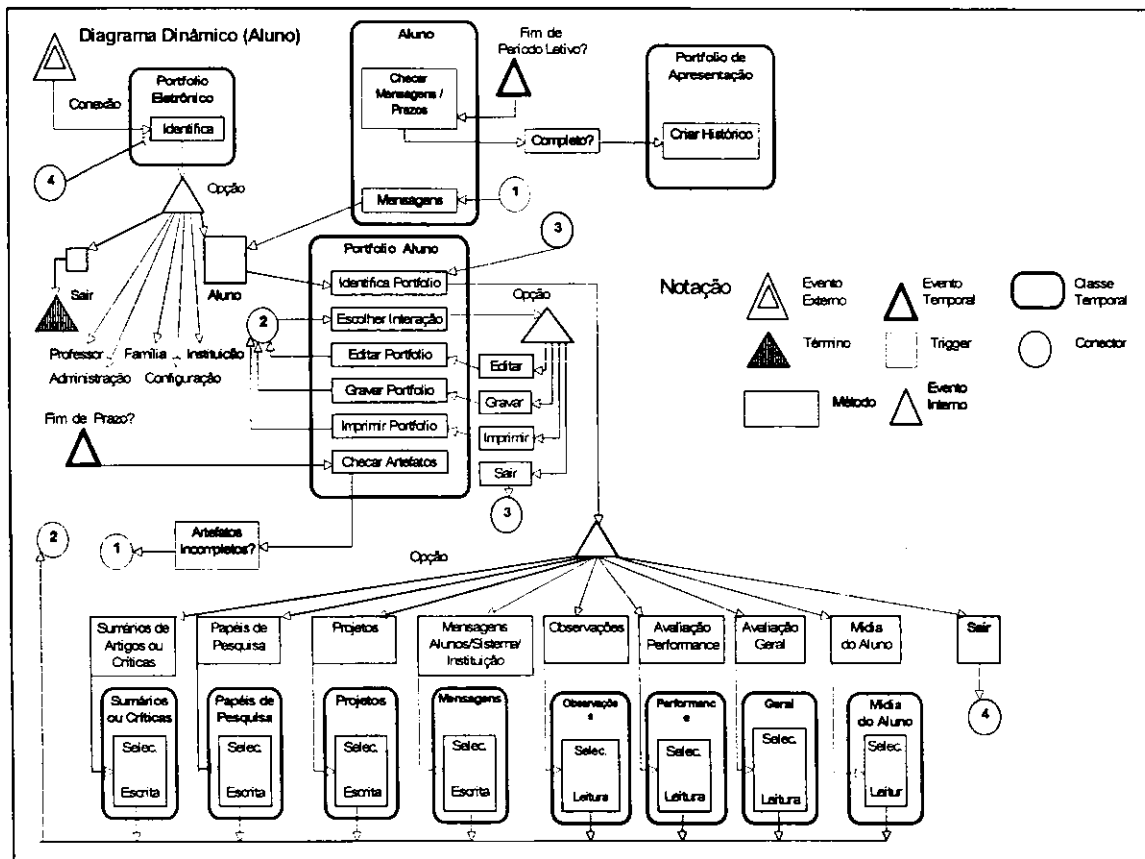 Diagrama Dinâmico (Aluno)
Conexão
Portfolio
Eletrônico
Identifica
4
Opção
Sair
Aluno
Professor
Família
Instituição
Administração
Configuração
Aluno
Checar
Mensagens /
Prazos
Mensagens
Fim de
Período Letivo?
Completo?
Portfolio de
Apresentação
Criar Histórico
1
3
Portfolio Aluno
Identifica Portfolio
Escolher Interação
Editar Portfolio
Gravar Portfolio
Imprimir Portfolio
Checar Artefatos
2
Opção
Editar
Gravar
Imprimir
Sair
3
Fim de Prazo?
Artefatos
Incompletos?
1
2
Notação
Evento
Externo
Evento
Temporal
Classe
Temporal
Término
Trigger
Conector
Método
Evento
Interno
Opção
Sumários de
Artigos ou
Críticas
Papéis de
Pesquisa
Projetos
Mensagens
Alunos/Sistema/
Instituição
Observações
Avaliação
Performance
Avaliação
Geral
Mídia
do Aluno
Sair
4
Sumários
ou Críticas
Selec.
Escrita
Papéis de
Pesquisa
Selec.
Escrita
Projetos
Selec.
Escrita
Mensagens
Selec.
Escrita
Observaçõe
s
Selec.
Leitura
Performanc
e
Selec.
Leitura
Geral
Selec.
Leitura
Mídia
do Aluno
Selec.
Leitur